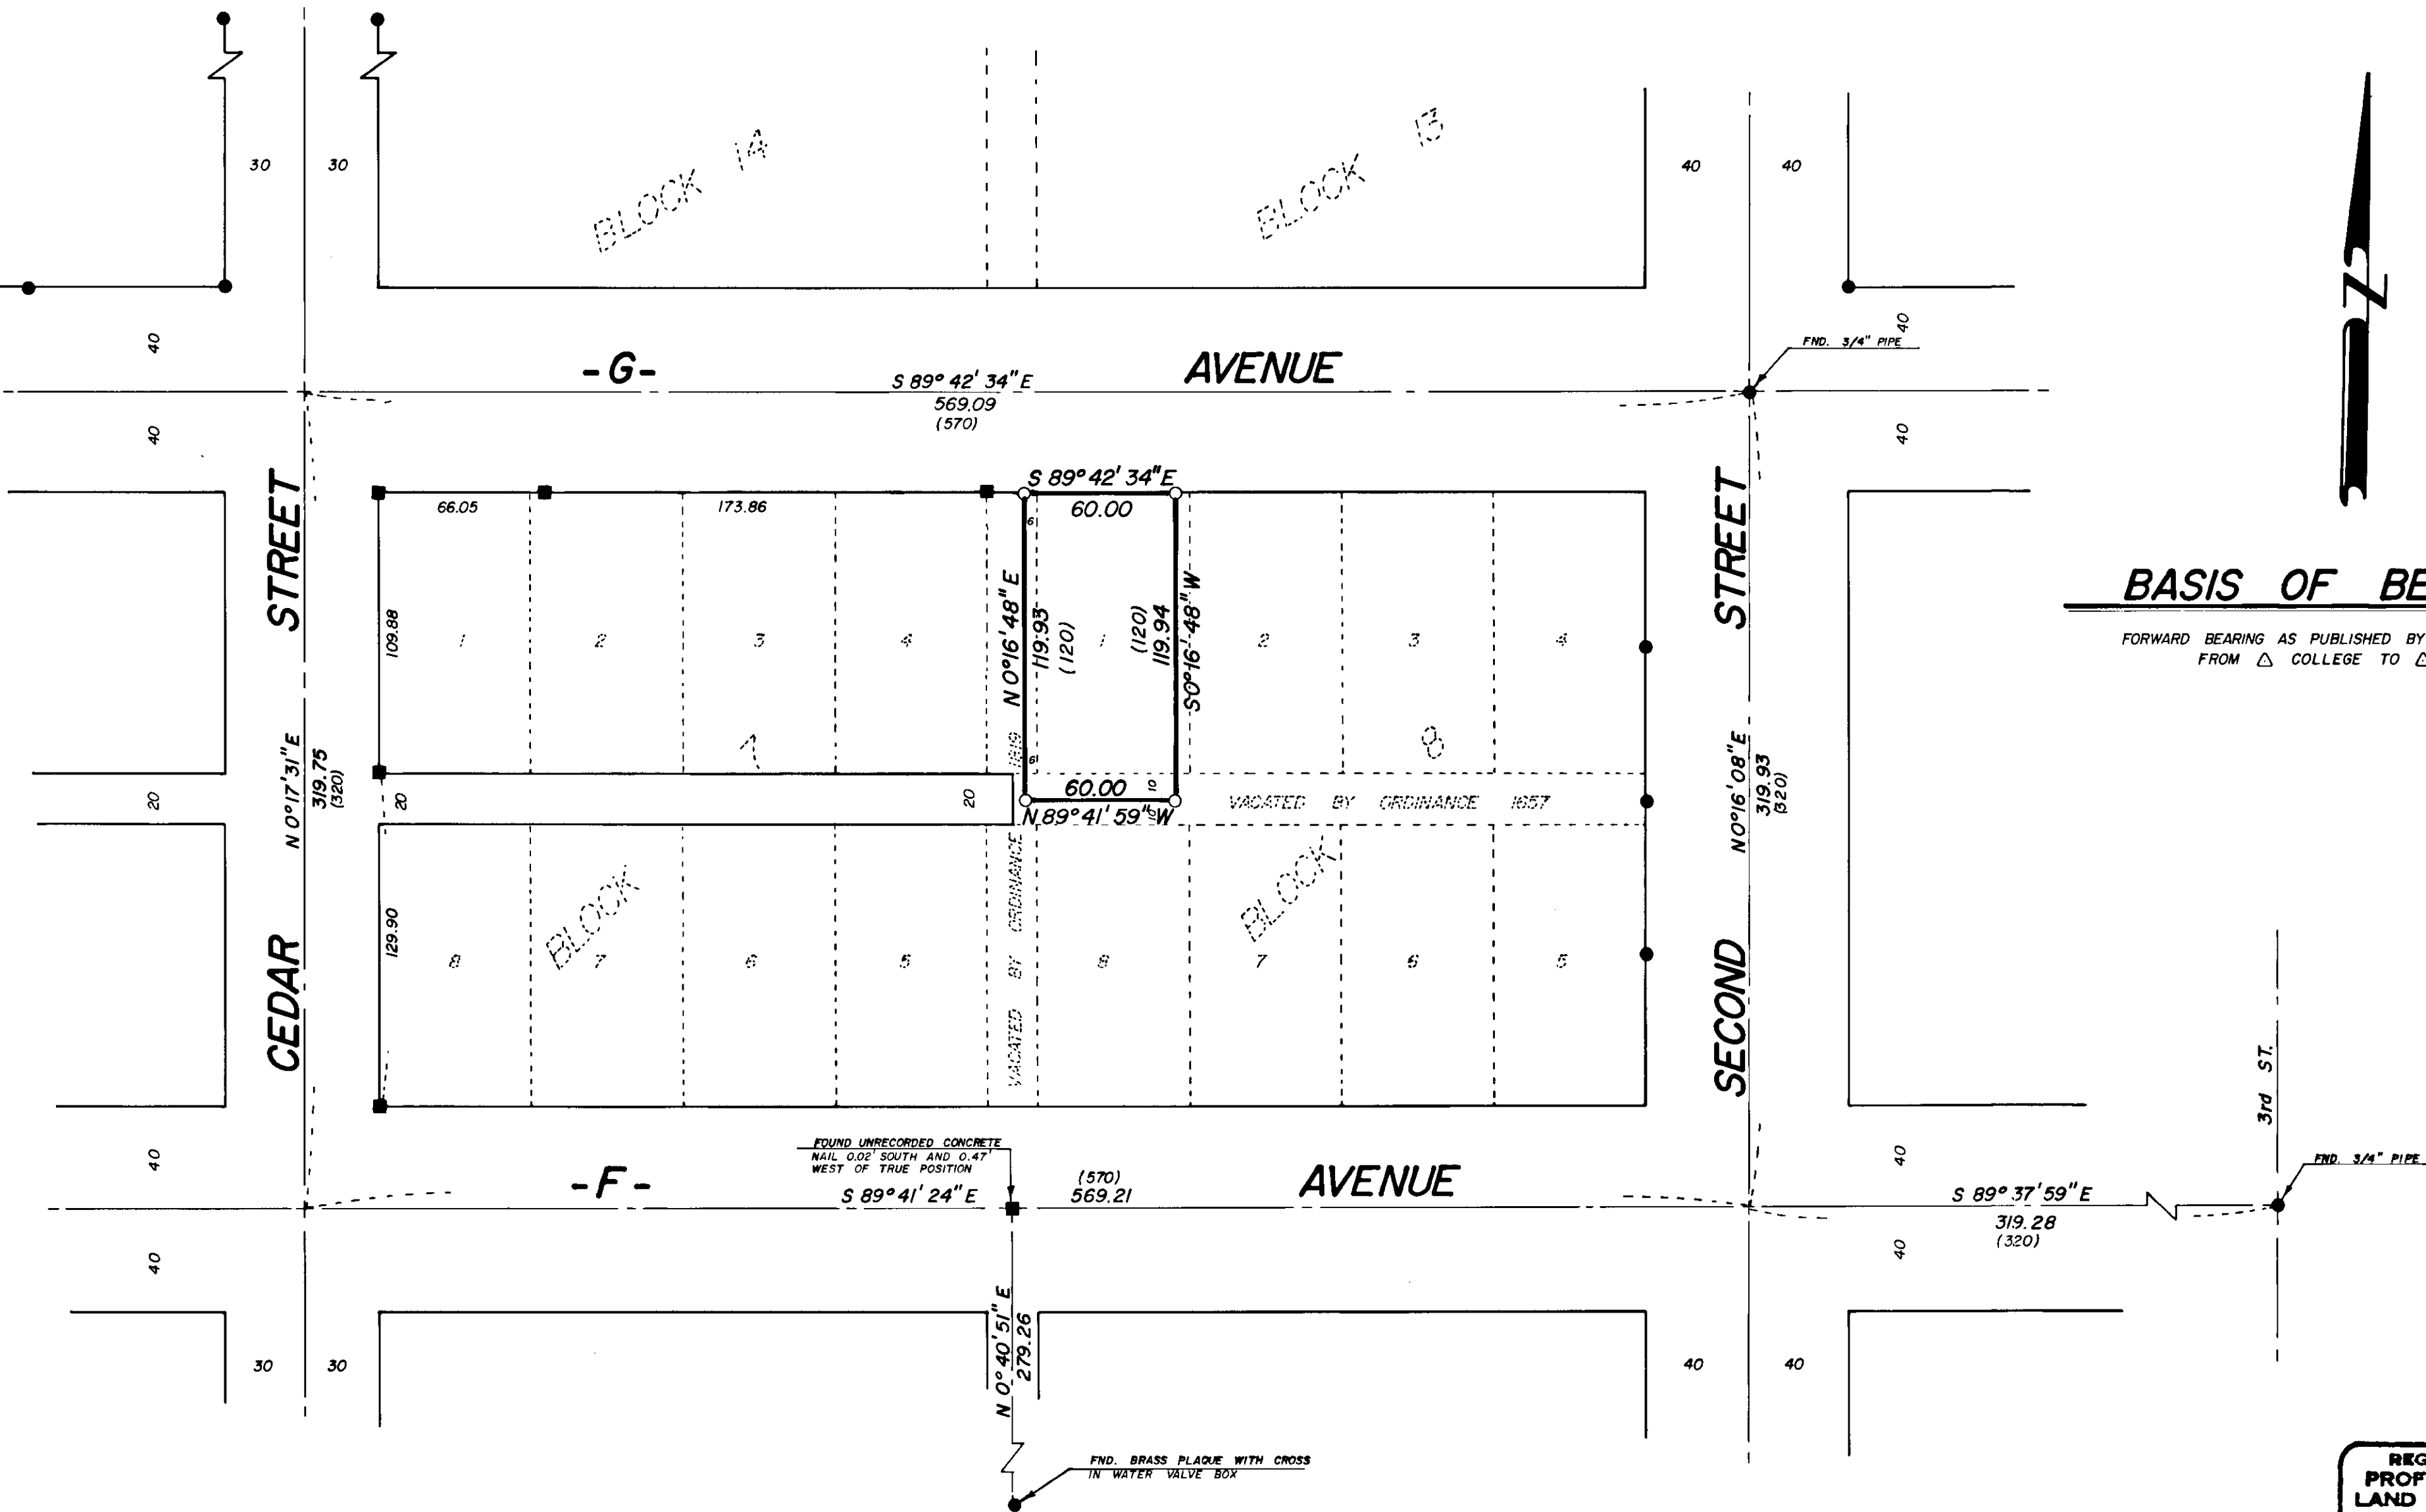 BLOCK 14
BLOCK 13
30
30
40
40
40
- G -
AVENUE
FND. 3/4" PIPE
40
S 89° 42' 34" E
569.09
(570)
40
40
S 89° 42' 34" E
60.00
66.05
173.86
6
STREET
STREET
BASIS OF BE
FORWARD BEARING AS PUBLISHED BY
FROM △ COLLEGE TO △
109.88
1
2
3
4
N 0° 16' 48" E
119.93
(120)
1
(120)
119.94
S 0° 16' 48" W
2
3
4
7
8
N 0° 17' 31" E
319.75
(320)
20
20
20
6
60.00
10
N 89° 41' 59" W
10
VACATED BY ORDINANCE 1657
N 0° 16' 08" E
319.93
(320)
CEDAR
129.90
BLOCK
BLOCK
VACATED BY ORDINANCE 1819
8
7
6
5
8
7
6
5
SECOND
3rd ST.
FOUND UNRECORDED CONCRETE
NAIL 0.02' SOUTH AND 0.47'
WEST OF TRUE POSITION
40
40
FND. 3/4" PIPE
- F -
AVENUE
S 89° 41' 24" E
(570)
569.21
S 89° 37' 59" E
319.28
(320)
40
40
N 0° 40' 51" E
279.26
30
30
40
40
FND. BRASS PLAQUE WITH CROSS
IN WATER VALVE BOX
N
REG
PROF
LAND